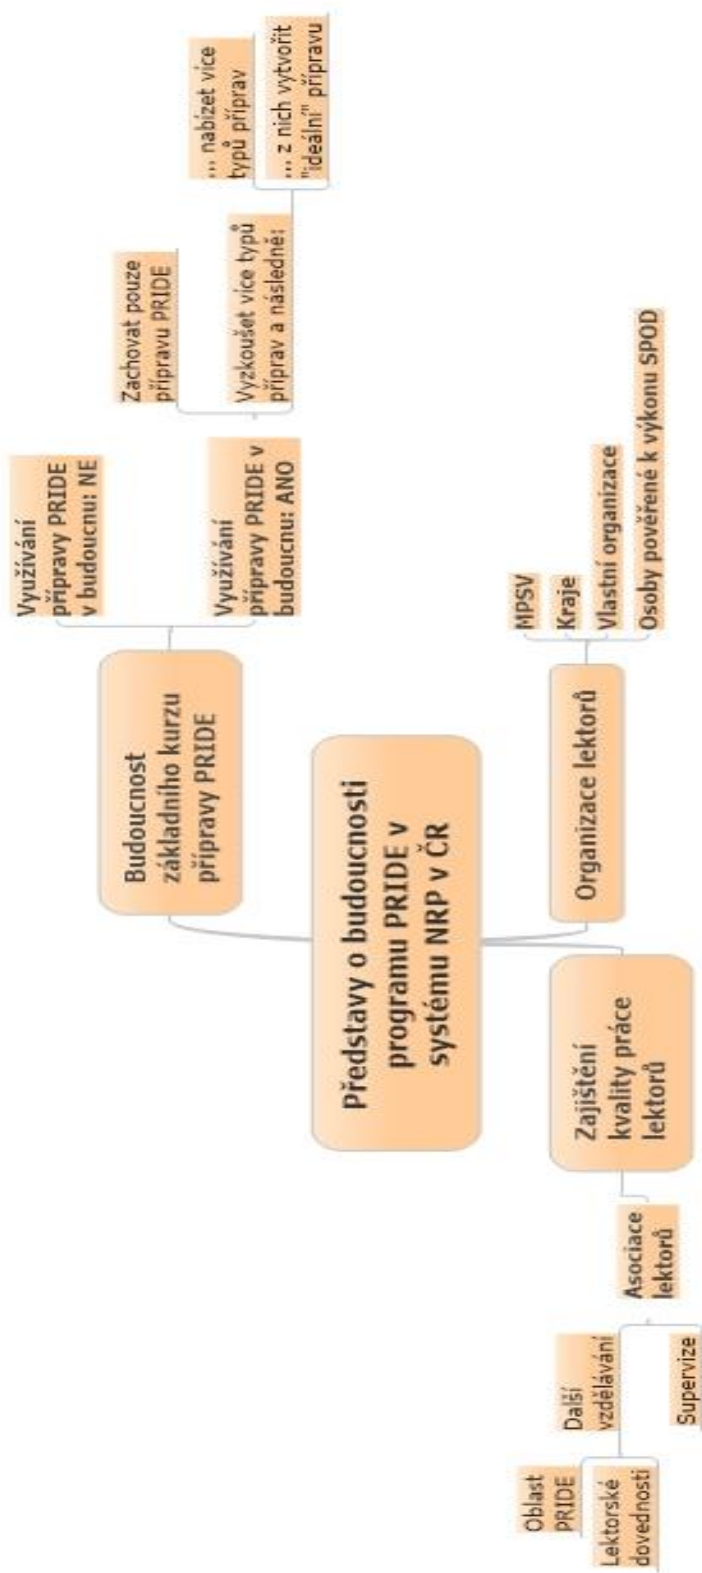 Představy o budoucnosti
programu PRIDE v
systému NRP v ČR
Budoucnost
základního kurzu
přípravy PRIDE
Využívání
přípravy PRIDE
v budoucnu: NE
Využívání
přípravy PRIDE v
budoucnu: ANO
Zachovat pouze
přípravu PRIDE
Vyzkoušet více typů
příprav a následně:
... nabízet více
typů příprav
... z nich vytvořit
"ideální" přípravu
Organizace lektorů
MPSV
Kraje
Vlastní organizace
Osoby pověřené k výkonu SPOD
Zajištění
kvality práce
lektorů
Asociace
lektorů
Další
vzdělávání
Supervize
Oblast
PRIDE
Lektorské
dovednosti